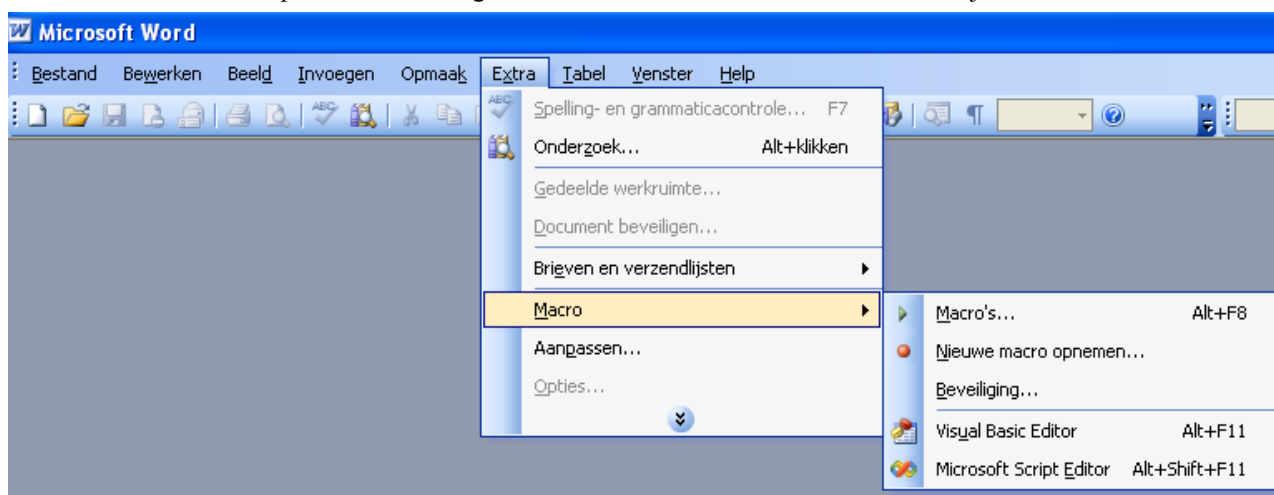 Microsoft Word
Bestand Bewerken Beeld Invoegen Opmaak Extra Tabel Venster Help
Spelling- en grammaticacontrole... F7
Onderzoek... Alt+klikken
Gedeelde werkruimte...
Document beveiligen...
Brieven en verzendlijsten
Macro
Aanpassen...
Opties...
Macro's... Alt+F8
Nieuwe macro opnemen...
Beveiliging...
Visual Basic Editor Alt+F11
Microsoft Script Editor Alt+Shift+F11